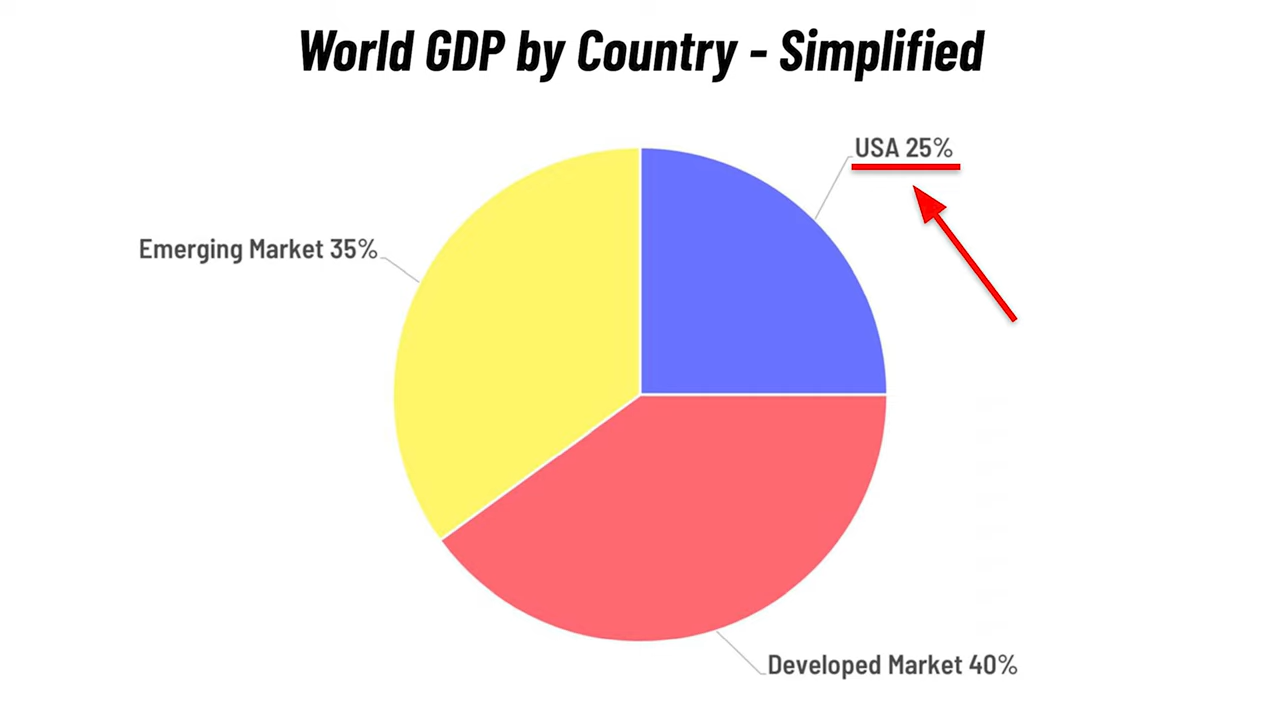 World GDP by Country - Simplified
USA 25%
Emerging Market 35%
Developed Market 40%